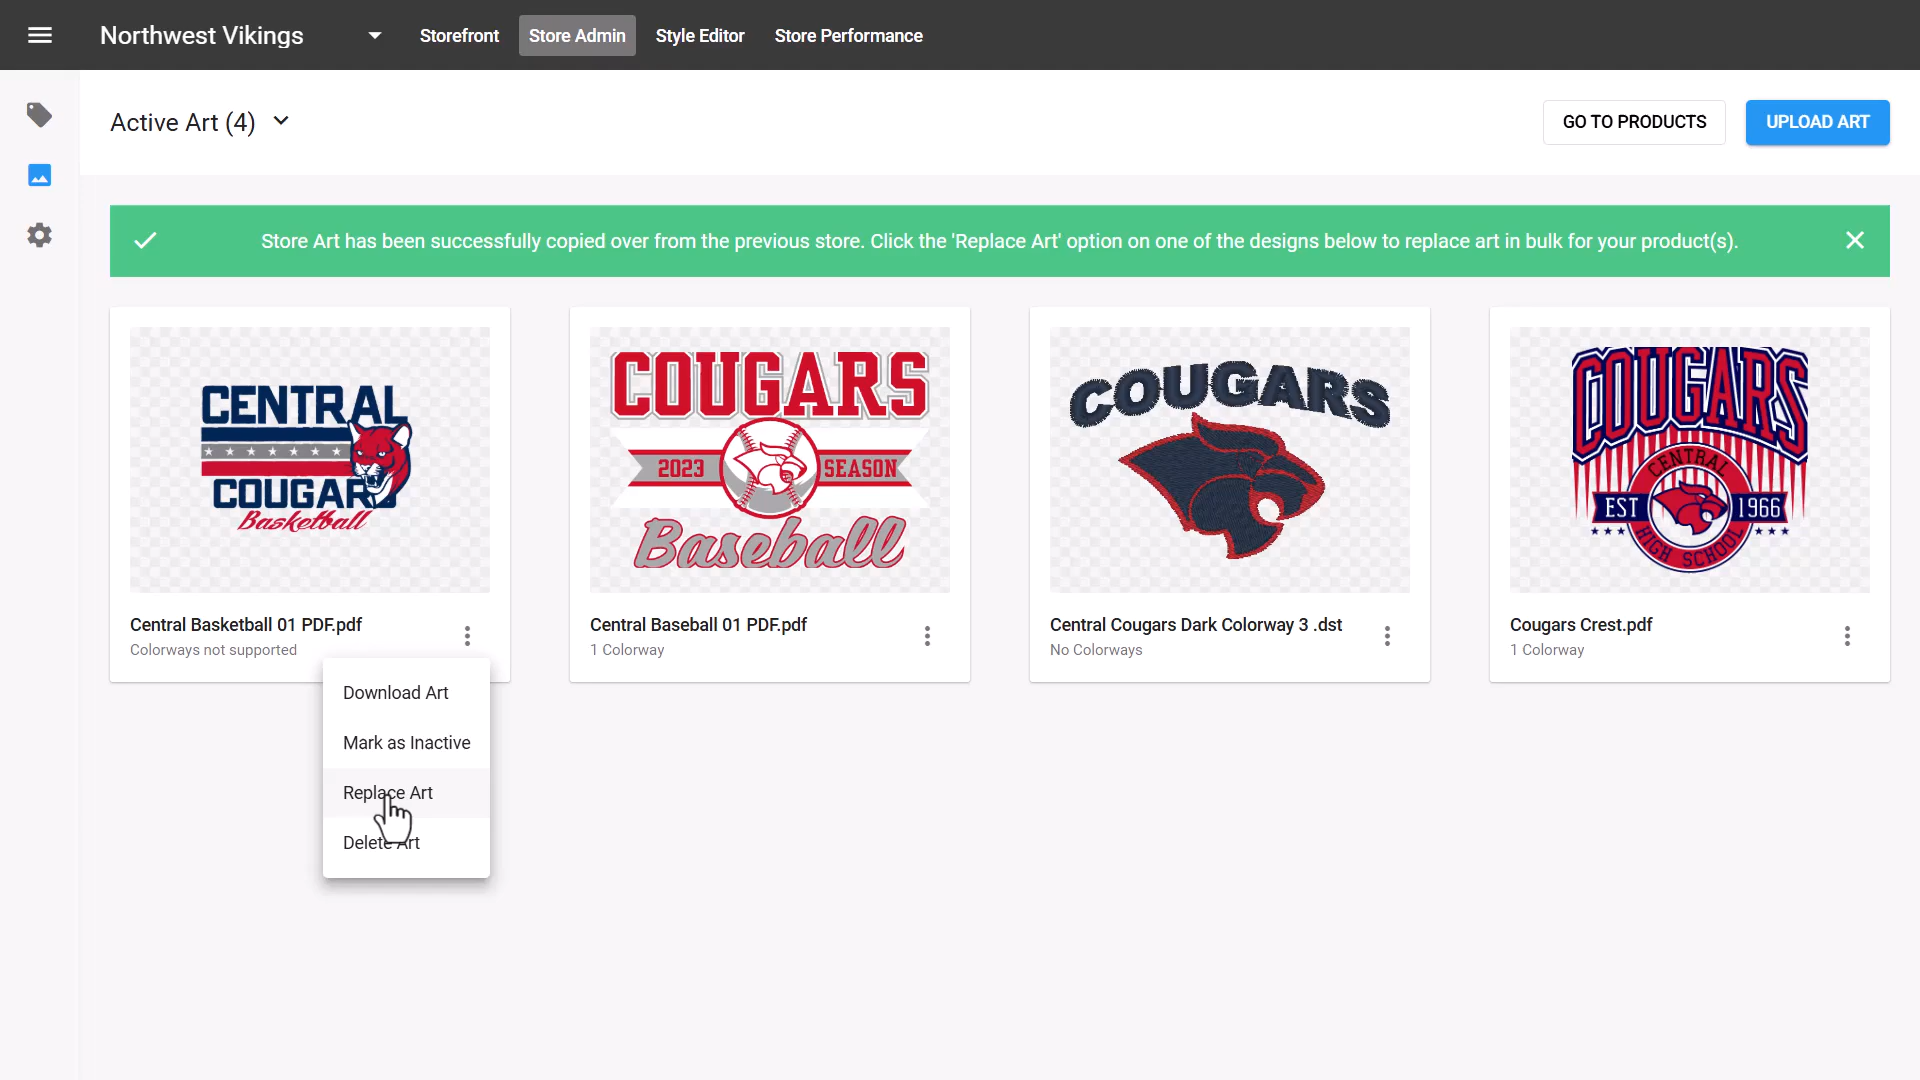 Northwest Vikings
Storefront
Store Admin
Style Editor
Store Performance
Active Art (4)
GO TO PRODUCTS
UPLOAD ART
Store Art has been successfully copied over from the previous store. Click the 'Replace Art' option on one of the designs below to replace art in bulk for your product(s).
CENTRAL
COUGARS
Basketball
COUGARS
2023 SEASON
Baseball
COUGARS
COUGARS
CENTRAL
EST 1966
HIGH SCHOOL
Central Basketball 01 PDF.pdf
Colorways not supported
Central Baseball 01 PDF.pdf
1 Colorway
Central Cougars Dark Colorway 3 .dst
No Colorways
Cougars Crest.pdf
1 Colorway
Download Art
Mark as Inactive
Replace Art
Delete Art